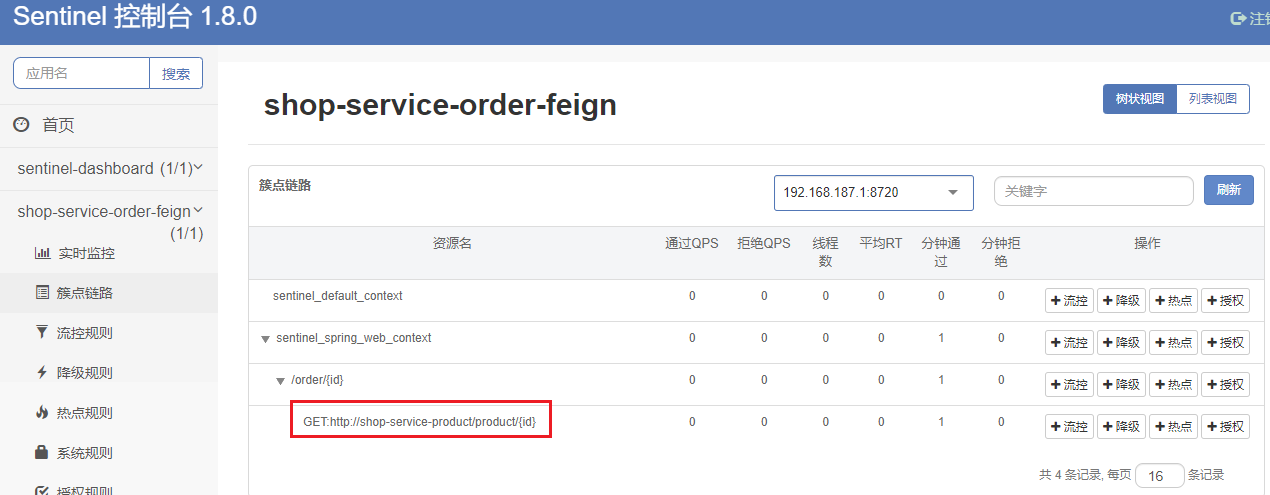 Sentinel 控制台 1.8.0
注销
应用名
搜索
首页
sentinel-dashboard (1/1)
shop-service-order-feign
(1/1)
实时监控
簇点链路
流控规则
降级规则
热点规则
系统规则
授权规则
shop-service-order-feign
树状视图
列表视图
簇点链路
192.168.187.1:8720
关键字
刷新
资源名 通过QPS 拒绝QPS 线程数 平均RT 分钟通过 分钟拒绝 操作
sentinel_default_context 0 0 0 0 0 0 流控 降级 热点 授权
sentinel_spring_web_context 0 0 0 0 1 0 流控 降级 热点 授权
/order/{id} 0 0 0 0 1 0 流控 降级 热点 授权
GET:http://shop-service-product/product/{id} 0 0 0 0 1 0 流控 降级 热点 授权
共 4 条记录, 每页 16 条记录